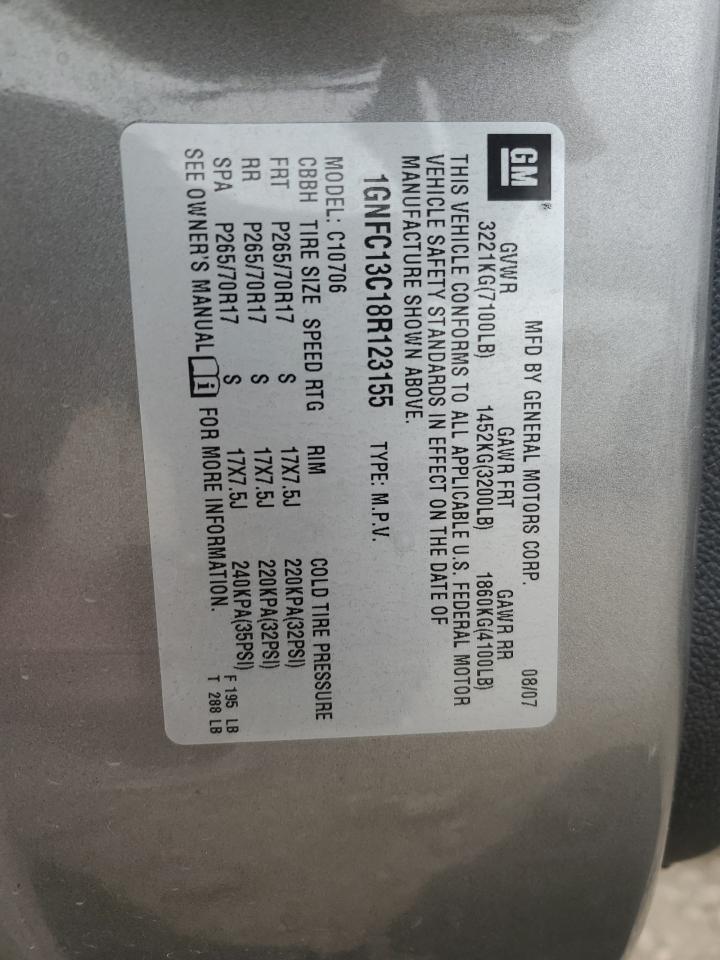 GM®
MFD BY GENERAL MOTORS CORP. 08/07
GVWR GAWR FRT GAWR RR
3221KG(7100LB) 1452KG(3200LB) 1860KG(4100LB)
THIS VEHICLE CONFORMS TO ALL APPLICABLE U.S. FEDERAL MOTOR
VEHICLE SAFETY STANDARDS IN EFFECT ON THE DATE OF
MANUFACTURE SHOWN ABOVE.
1GNFC13C18R123155 TYPE: M.P.V.
MODEL: C10706
CBBH TIRE SIZE SPEED RTG RIM COLD TIRE PRESSURE
FRT P265/70R17 S 17X7.5J 220KPA(32PSI)
RR P265/70R17 S 17X7.5J 220KPA(32PSI)
SPA P265/70R17 S 17X7.5J 240KPA(35PSI)
SEE OWNER'S MANUAL i FOR MORE INFORMATION.
F 195 LB
T 288 LB